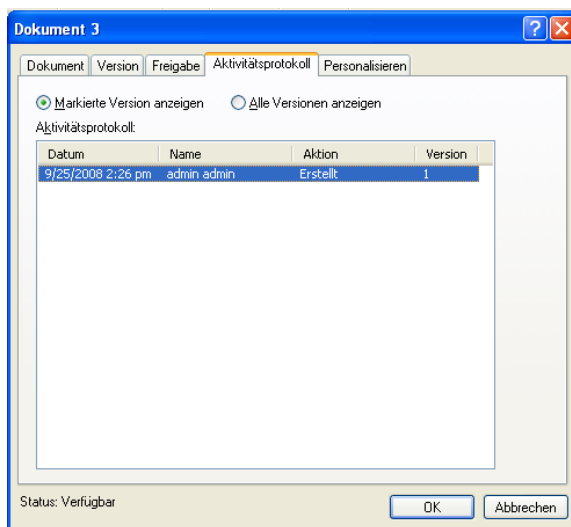 Dokument 3
Dokument Version Freigabe Aktivitätsprotokoll Personalisieren
Markierte Version anzeigen Alle Versionen anzeigen
Aktivitätsprotokoll:
Datum Name Aktion Version
9/25/2008 2:26 pm admin admin Erstellt 1
Status: Verfügbar OK Abbrechen